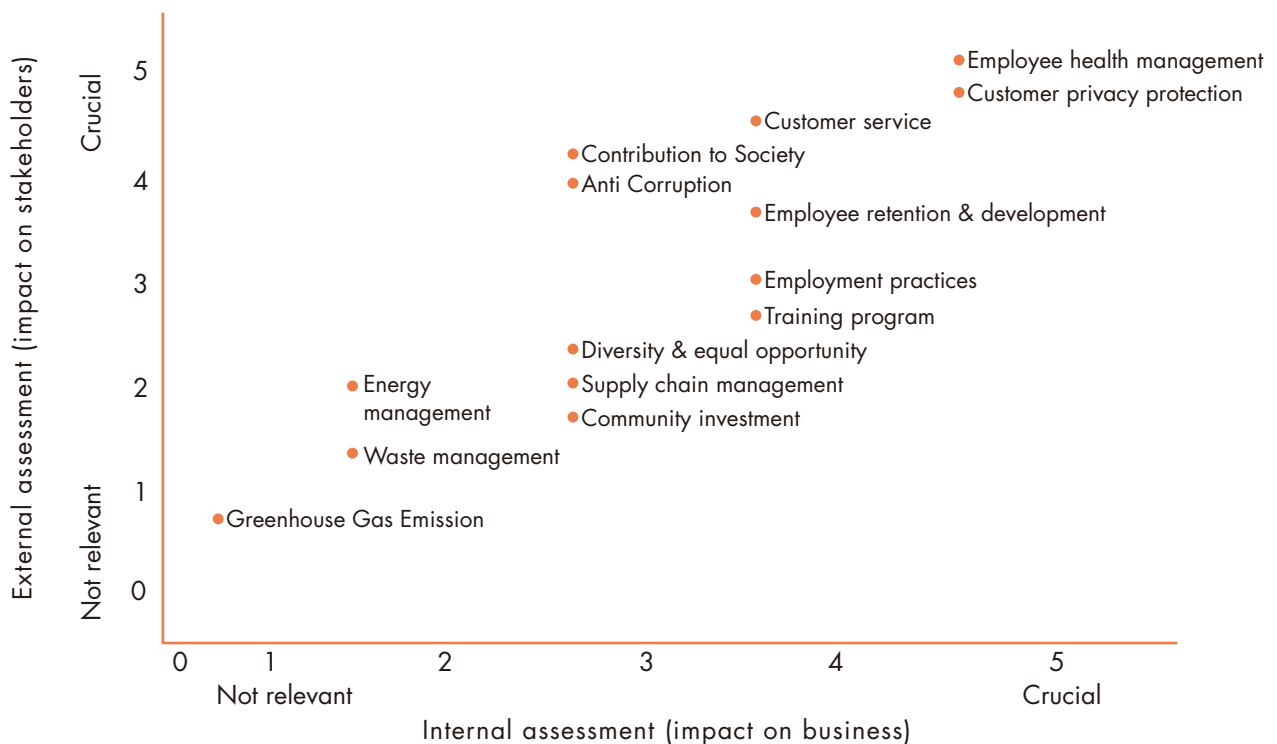 External assessment (impact on stakeholders)
Crucial
Not relevant
5
4
3
2
1
0
Employee health management
Customer privacy protection
Customer service
Contribution to Society
Anti Corruption
Employee retention & development
Employment practices
Training program
Diversity & equal opportunity
Energy
management
Supply chain management
Community investment
Waste management
Greenhouse Gas Emission
0 1 2 3 4 5
Not relevant Crucial
Internal assessment (impact on business)